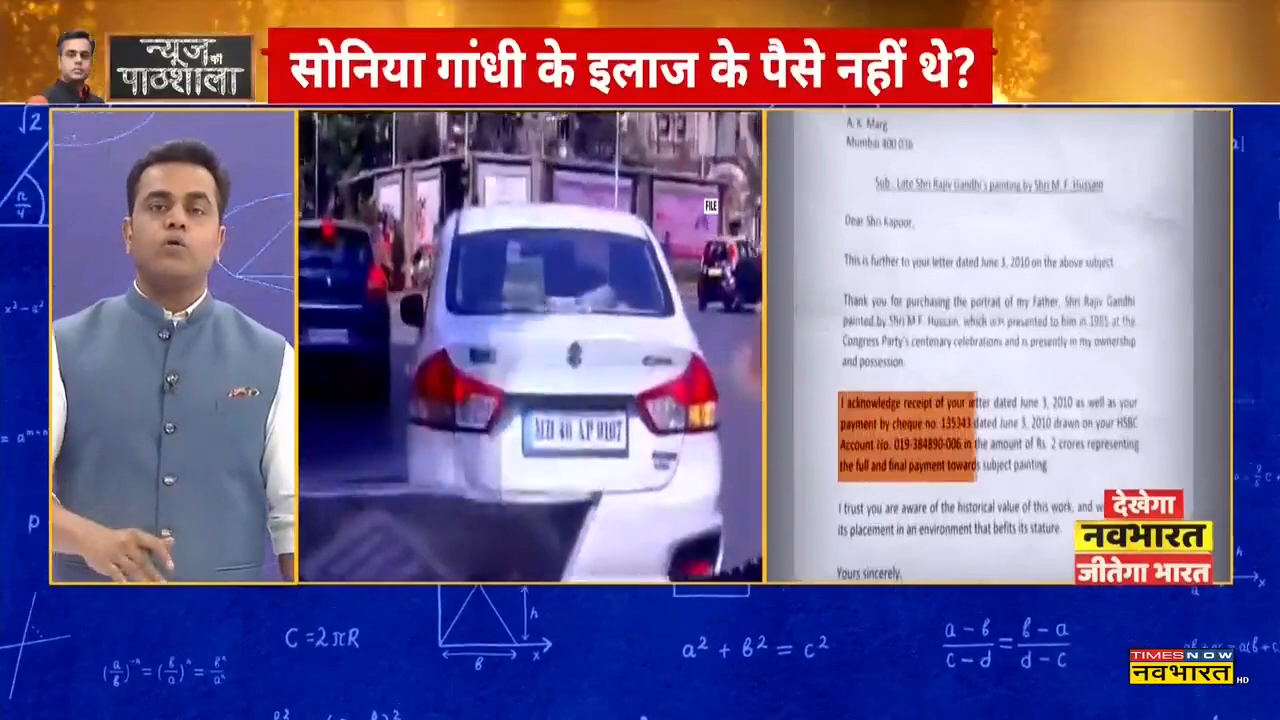 न्यूज की
पाठशाला
सोनिया गांधी के इलाज के पैसे नहीं थे?
√2
π/4
x³-a³
= a^(m+n
p
FILE
MH 46 AP 0107
A. K. Marg
Mumbai 400 036
Sub : Late Shri Rajiv Gandhi's painting by Shri M. F. Hussain
Dear Shri Kapoor,
This is further to your letter dated June 3, 2010 on the above subject
Thank you for purchasing the portrait of my Father, Shri Rajiv Gandhi
painted by Shri M F. Hussain, which was presented to him in 1985 at the
Congress Party's centenary celebrations and is presently in my ownership
and possession.
I acknowledge receipt of your letter dated June 3, 2010 as well as your
payment by cheque no. 135343 dated June 3, 2010 drawn on your HSBC
Account No. 019-384890-006 in the amount of Rs. 2 crores representing
the full and final payment towards subject painting
I trust you are aware of the historical value of this work, and
its placement in an environment that befits its stature.
Yours sincerely,
देखेगा
नवभारत
जीतेगा भारत
C=2πR
(a/b)^-n = (b/a)^n = b^n/a^n
h
B
x
a² + b² = c²
a-b/c-d = b-a/d-c
TIMES NOW
नवभारत
HD